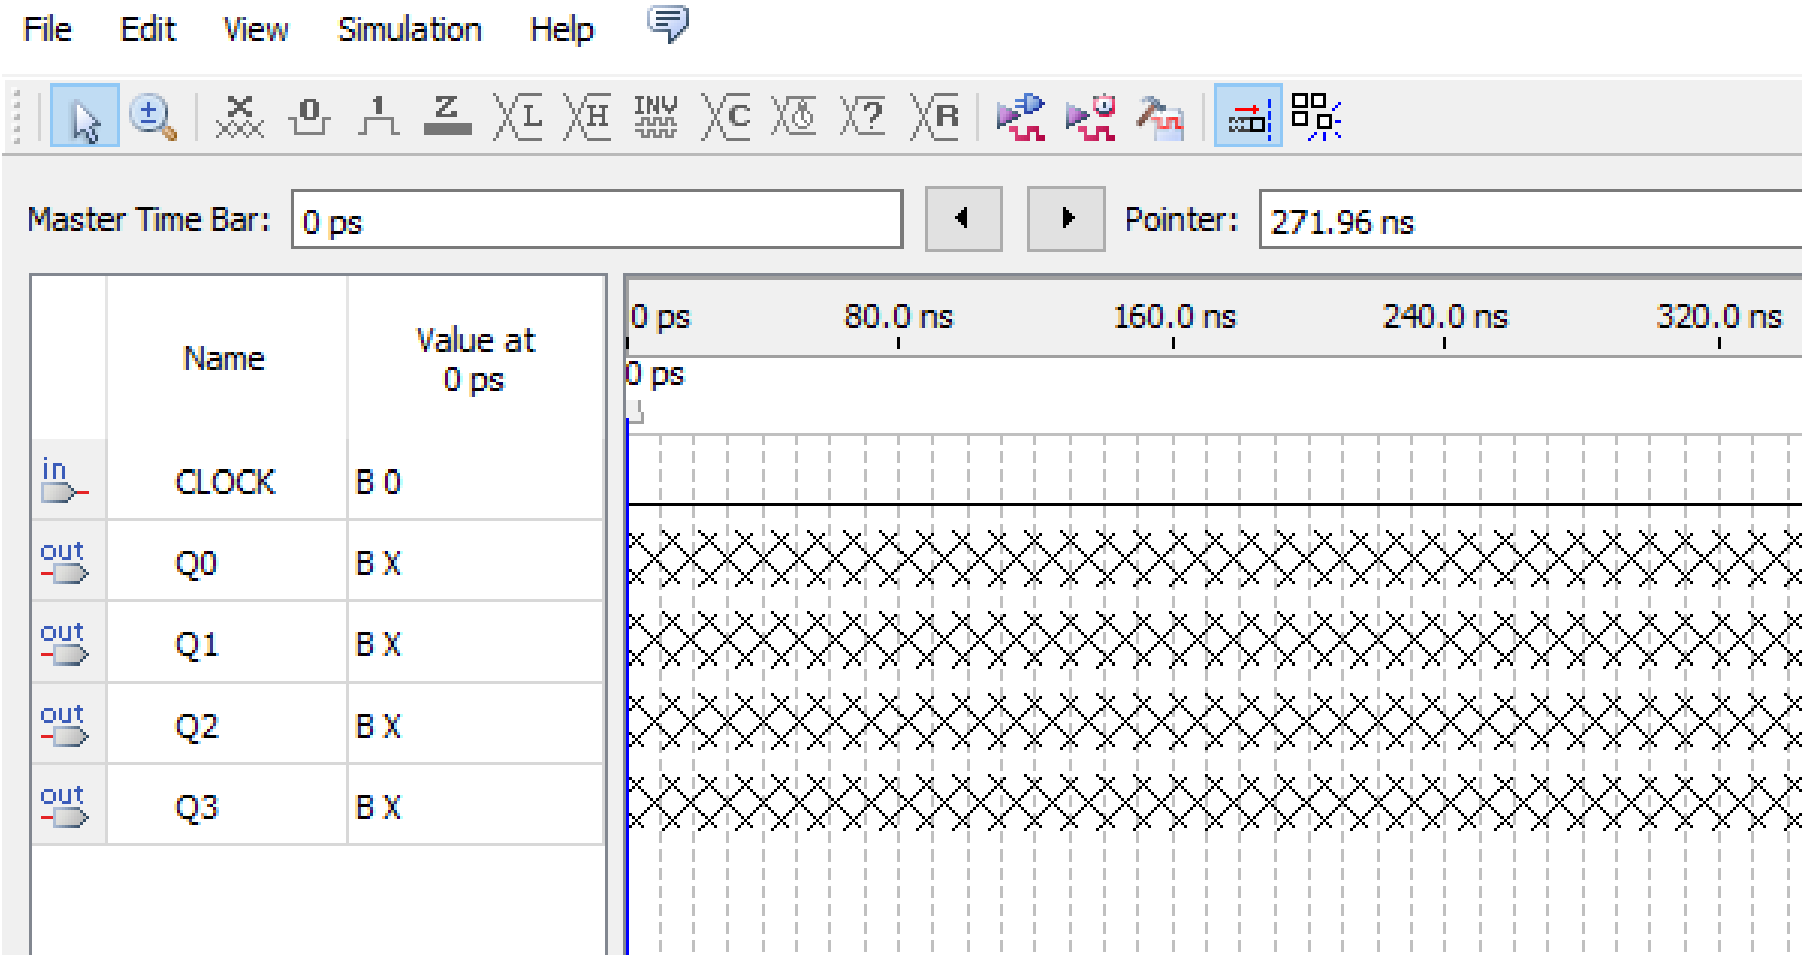 File Edit View Simulation Help
X 0 1 Z L H INV C ? R
Master Time Bar: 0 ps Pointer: 271.96 ns
Name Value at
0 ps
0 ps 80.0 ns 160.0 ns 240.0 ns 320.0 ns
0 ps
in CLOCK B 0
out Q0 B X
out Q1 B X
out Q2 B X
out Q3 B X